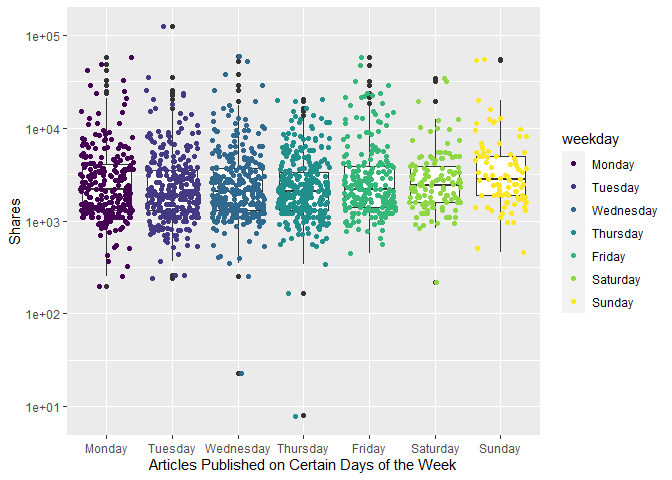 1e+05
1e+04
1e+03
1e+02
1e+01
Shares
Monday Tuesday Wednesday Thursday Friday Saturday Sunday
Articles Published on Certain Days of the Week
weekday
Monday
Tuesday
Wednesday
Thursday
Friday
Saturday
Sunday